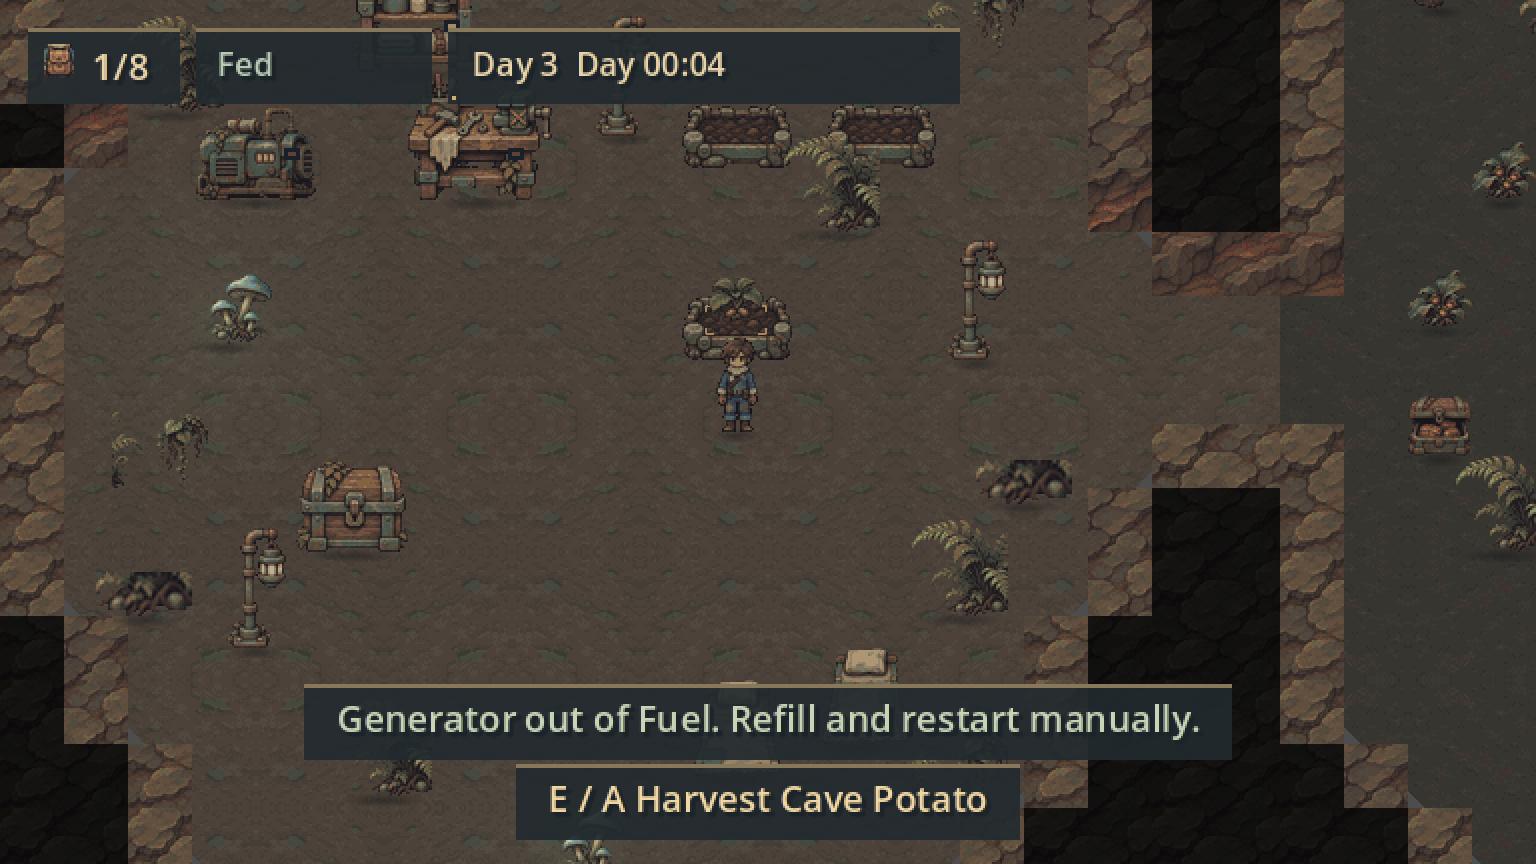 1/8
Fed
Day 3 Day 00:04
Generator out of Fuel. Refill and restart manually.
E / A Harvest Cave Potato